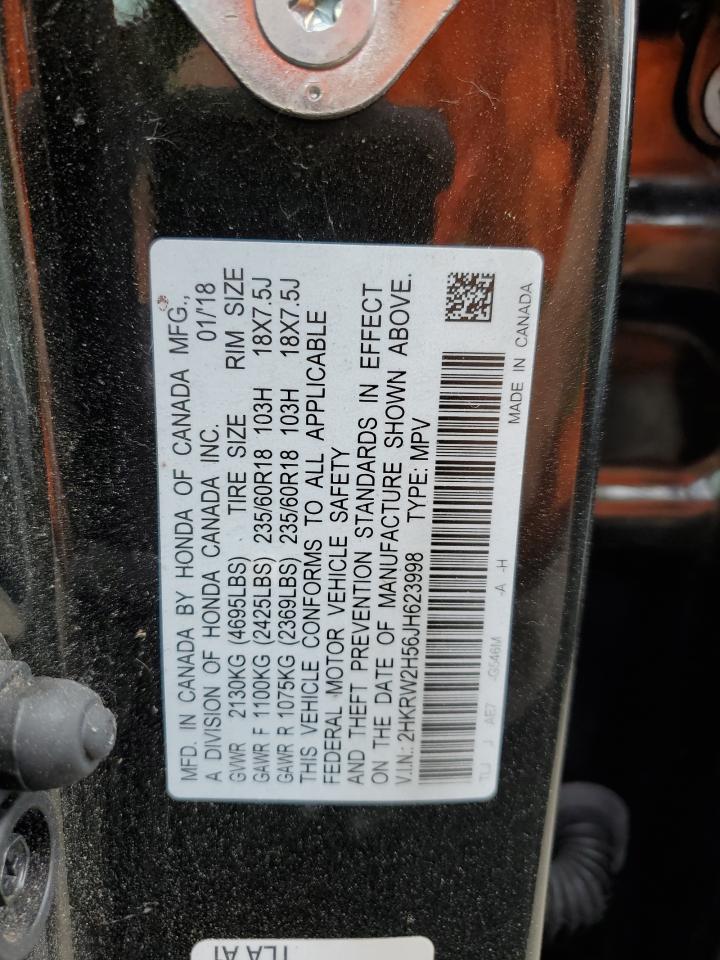 MFD. IN CANADA BY HONDA OF CANADA MFG.,
A DIVISION OF HONDA CANADA INC. 01/'18
GVWR 2130KG (4695LBS) TIRE SIZE RIM SIZE
GAWR F 1100KG (2425LBS) 235/60R18 103H 18X7.5J
GAWR R 1075KG (2369LBS) 235/60R18 103H 18X7.5J
THIS VEHICLE CONFORMS TO ALL APPLICABLE
FEDERAL MOTOR VEHICLE SAFETY
AND THEFT PREVENTION STANDARDS IN EFFECT
ON THE DATE OF MANUFACTURE SHOWN ABOVE.
V.I.N.: 2HKRW2H56JH623998 TYPE: MPV
TLJ J AE7 -G546M -A -H
MADE IN CANADA